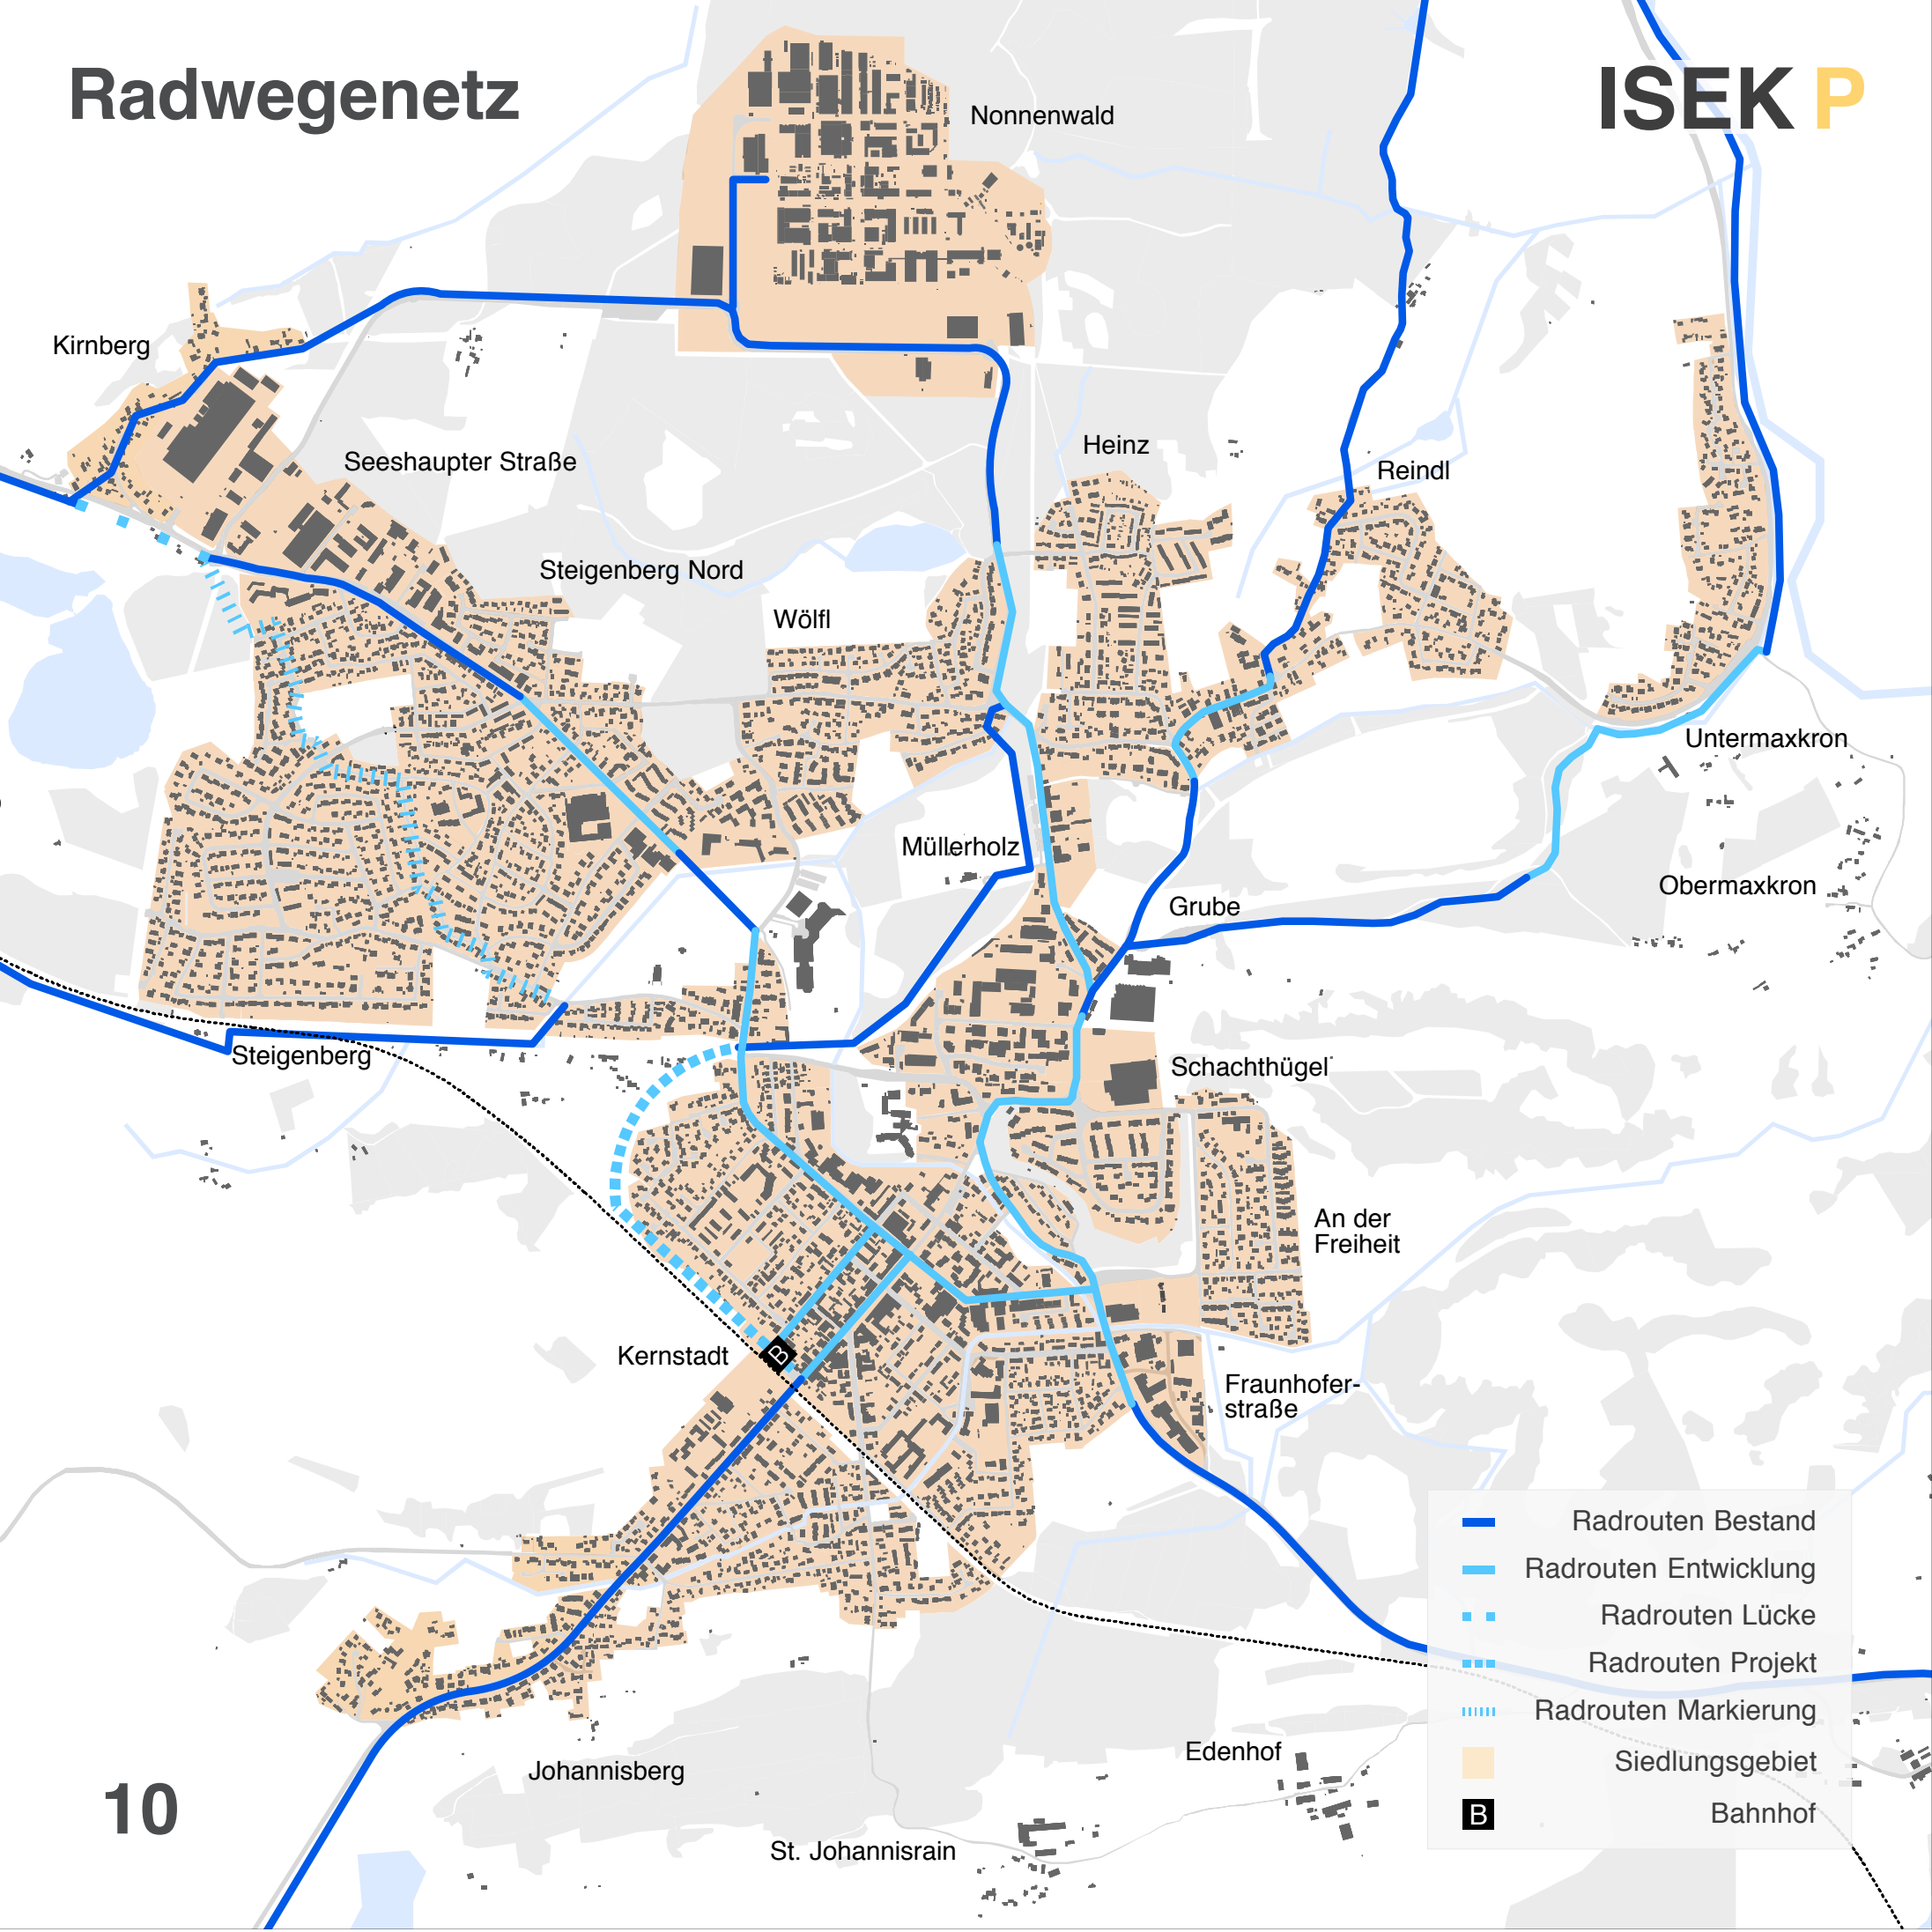 Radwegenetz
ISEK P
Nonnenwald
Kirnberg
Seeshaupter Straße
Heinz
Reindl
Steigenberg Nord
Wölfl
Untermaxkron
Müllerholz
Obermaxkron
Grube
Steigenberg
Schachthügel
An der
Freiheit
Kernstadt
B
Fraunhofer-
straße
Radrouten Bestand
Radrouten Entwicklung
Radrouten Lücke
Radrouten Projekt
Radrouten Markierung
Siedlungsgebiet
B Bahnhof
Edenhof
Johannisberg
10
St. Johannisrain